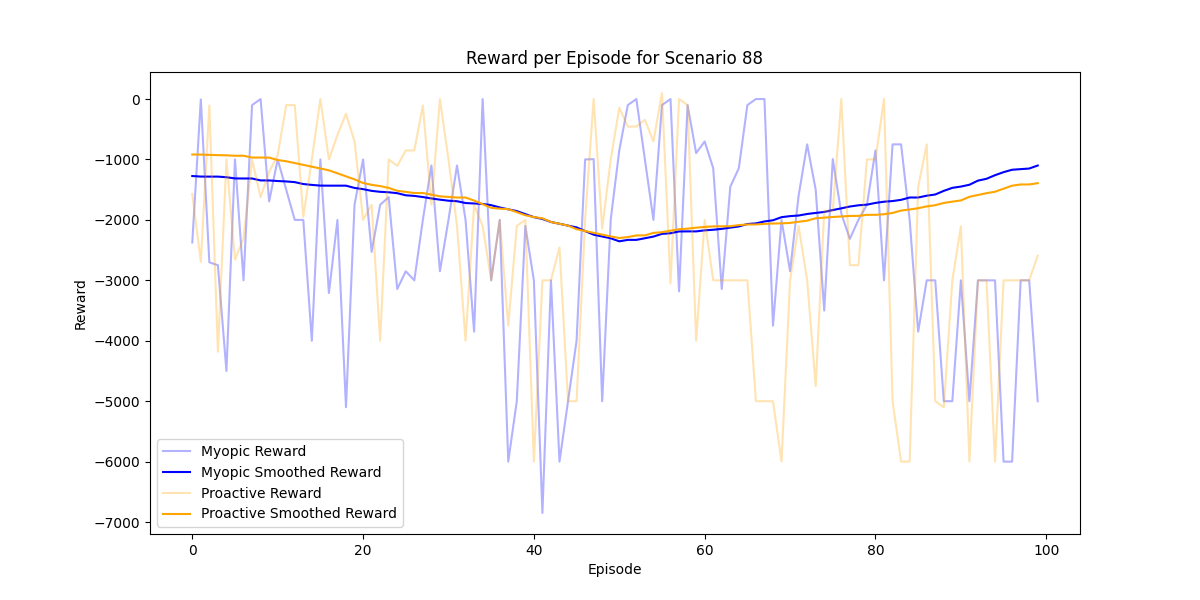 Reward per Episode for Scenario 88
Reward
0
−1000
−2000
−3000
−4000
−5000
−6000
−7000
Myopic Reward
Myopic Smoothed Reward
Proactive Reward
Proactive Smoothed Reward
0 20 40 60 80 100
Episode